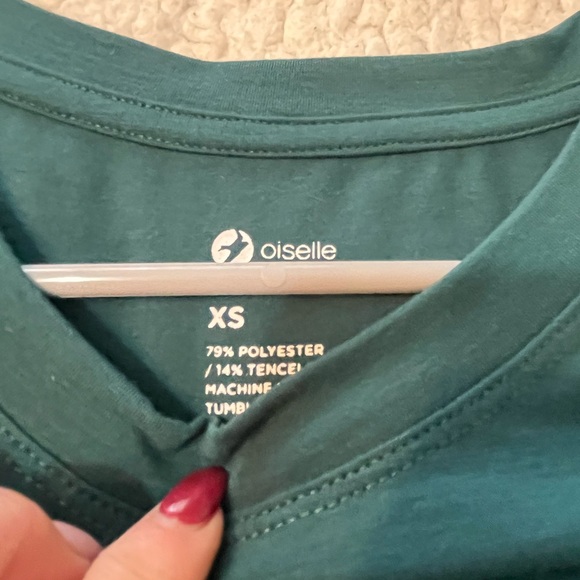 oiselle
XS
79% POLYESTER
/ 14% TENCEL
MACHINE